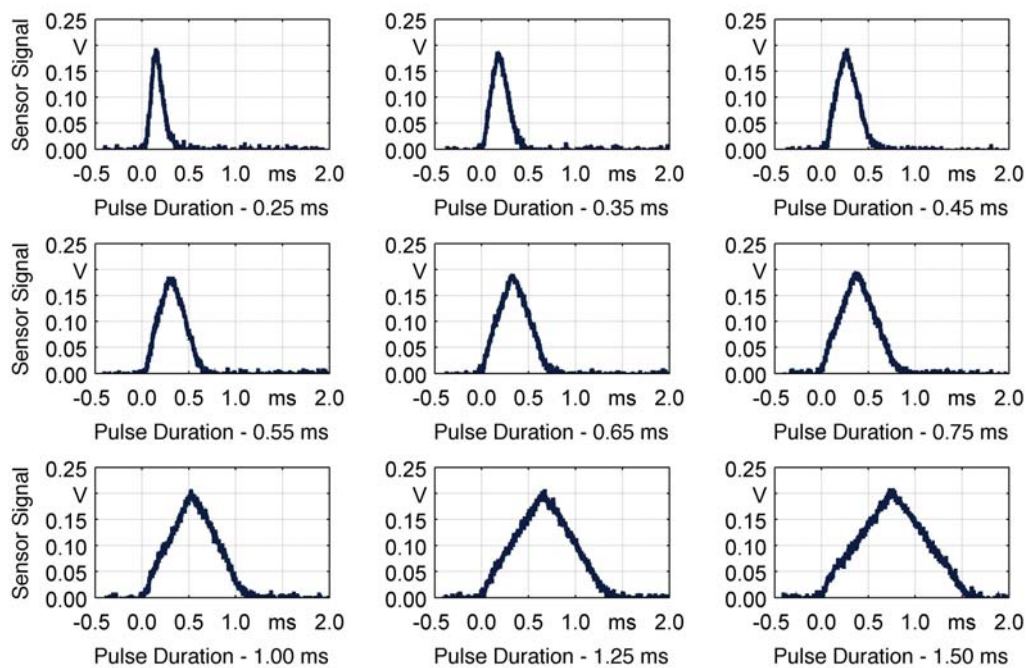 Sensor Signal
0.25 0.25 0.25
V V V
0.20 0.20 0.20
0.15 0.15 0.15
0.10 0.10 0.10
0.05 0.05 0.05
0.00 0.00 0.00
-0.5 0.0 0.5 1.0 ms 2.0 -0.5 0.0 0.5 1.0 ms 2.0 -0.5 0.0 0.5 1.0 ms 2.0
Pulse Duration - 0.25 ms Pulse Duration - 0.35 ms Pulse Duration - 0.45 ms
Sensor Signal
0.25 0.25 0.25
V V V
0.15 0.15 0.15
0.10 0.10 0.10
0.05 0.05 0.05
0.00 0.00 0.00
-0.5 0.0 0.5 1.0 ms 2.0 -0.5 0.0 0.5 1.0 ms 2.0 -0.5 0.0 0.5 1.0 ms 2.0
Pulse Duration - 0.55 ms Pulse Duration - 0.65 ms Pulse Duration - 0.75 ms
Sensor Signal
0.25 0.25 0.25
V V V
0.15 0.15 0.15
0.10 0.10 0.10
0.05 0.05 0.05
0.00 0.00 0.00
-0.5 0.0 0.5 1.0 ms 2.0 -0.5 0.0 0.5 1.0 ms 2.0 -0.5 0.0 0.5 1.0 ms 2.0
Pulse Duration - 1.00 ms Pulse Duration - 1.25 ms Pulse Duration - 1.50 ms